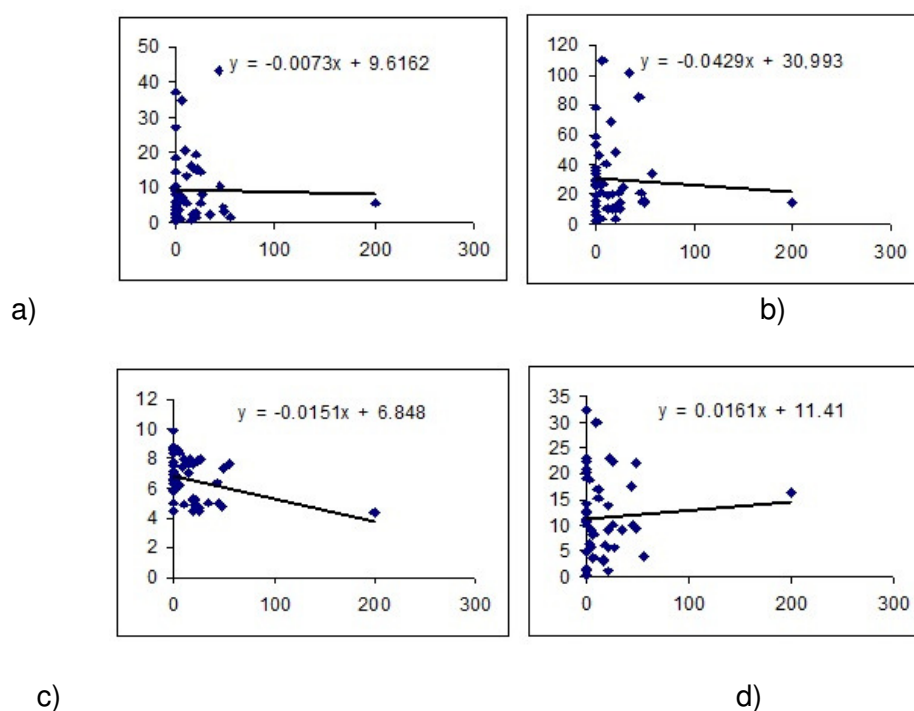 y = -0.0073x + 9.6162
50
40
30
20
10
0
0 100 200 300
a)
y = -0.0429x + 30,993
120
100
80
60
40
20
0
0 100 200 300
b)
y = -0.0151x + 6.848
12
10
8
6
4
2
0
0 100 200 300
c)
y = 0.0161x + 11.41
35
30
25
20
15
10
5
0
0 100 200 300
d)